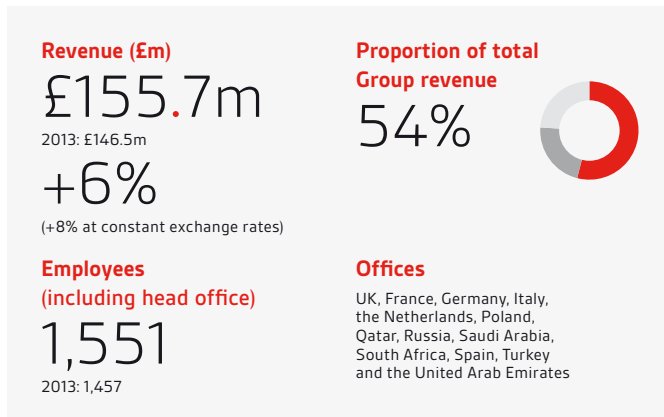 Revenue (£m)
£155.7m
2013: £146.5m
+6%
(+8% at constant exchange rates)
Proportion of total
Group revenue
54%
Employees
(including head office)
1,551
2013: 1,457
Offices
UK, France, Germany, Italy,
the Netherlands, Poland,
Qatar, Russia, Saudi Arabia,
South Africa, Spain, Turkey
and the United Arab Emirates